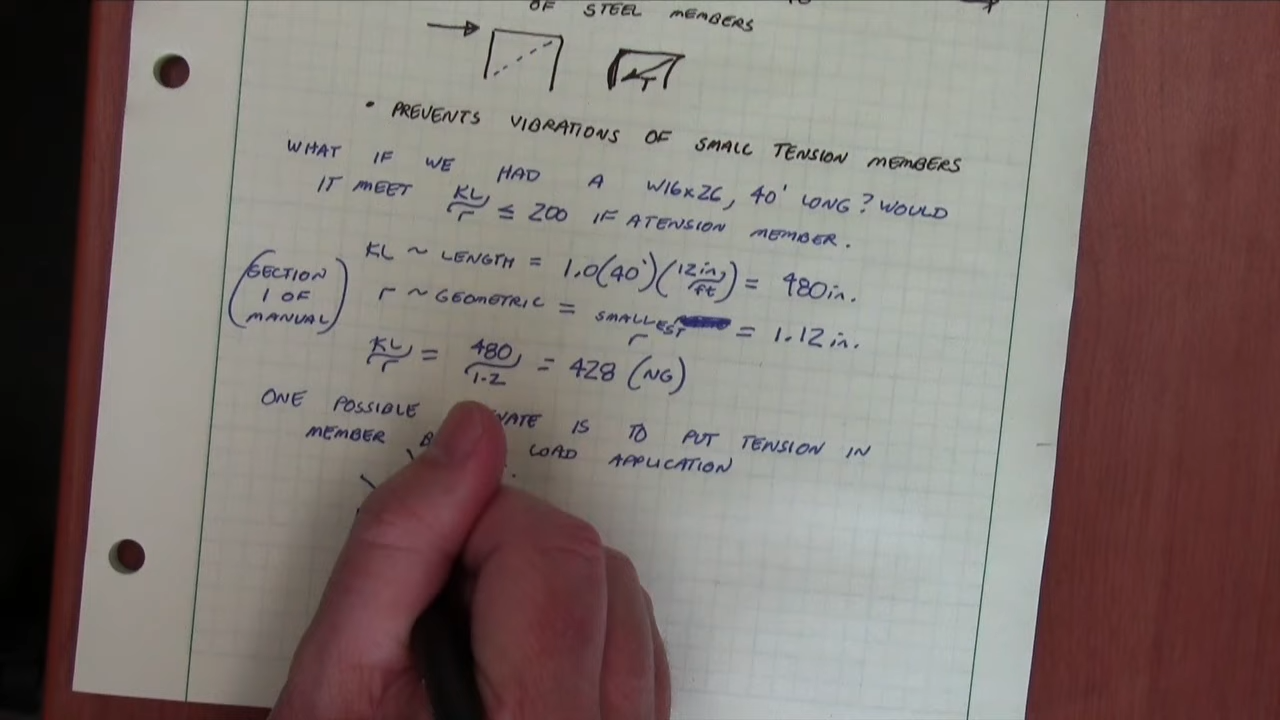 OF STEEL MEMBERS
T
• PREVENTS VIBRATIONS OF SMALL TENSION MEMBERS
WHAT IF WE HAD A W16x26, 40' LONG? WOULD
IT MEET KL/r ≤ 200 IF A TENSION MEMBER.
(SECTION 1 OF MANUAL)
KL ~ LENGTH = 1.0(40')(12in/ft) = 480in.
r ~ GEOMETRIC = SMALLEST r = 1.12in.
KL/r = 480/1.2 = 428 (NG)
ONE POSSIBLE IS TO PUT TENSION IN
MEMBER LOAD APPLICATION